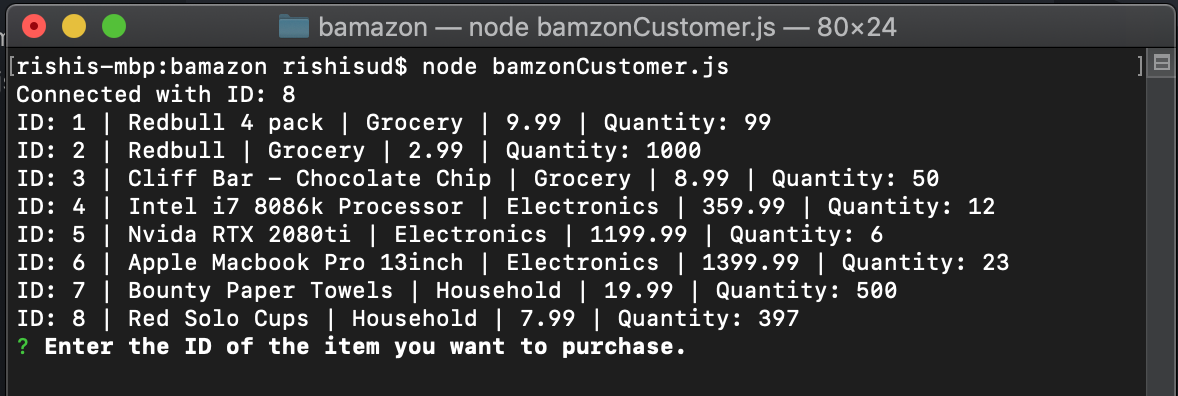 bamazon — node bamzonCustomer.js — 80×24
[rishis-mbp:bamazon rishisud$ node bamzonCustomer.js ]
Connected with ID: 8
ID: 1 | Redbull 4 pack | Grocery | 9.99 | Quantity: 99
ID: 2 | Redbull | Grocery | 2.99 | Quantity: 1000
ID: 3 | Cliff Bar - Chocolate Chip | Grocery | 8.99 | Quantity: 50
ID: 4 | Intel i7 8086k Processor | Electronics | 359.99 | Quantity: 12
ID: 5 | Nvida RTX 2080ti | Electronics | 1199.99 | Quantity: 6
ID: 6 | Apple Macbook Pro 13inch | Electronics | 1399.99 | Quantity: 23
ID: 7 | Bounty Paper Towels | Household | 19.99 | Quantity: 500
ID: 8 | Red Solo Cups | Household | 7.99 | Quantity: 397
? Enter the ID of the item you want to purchase.